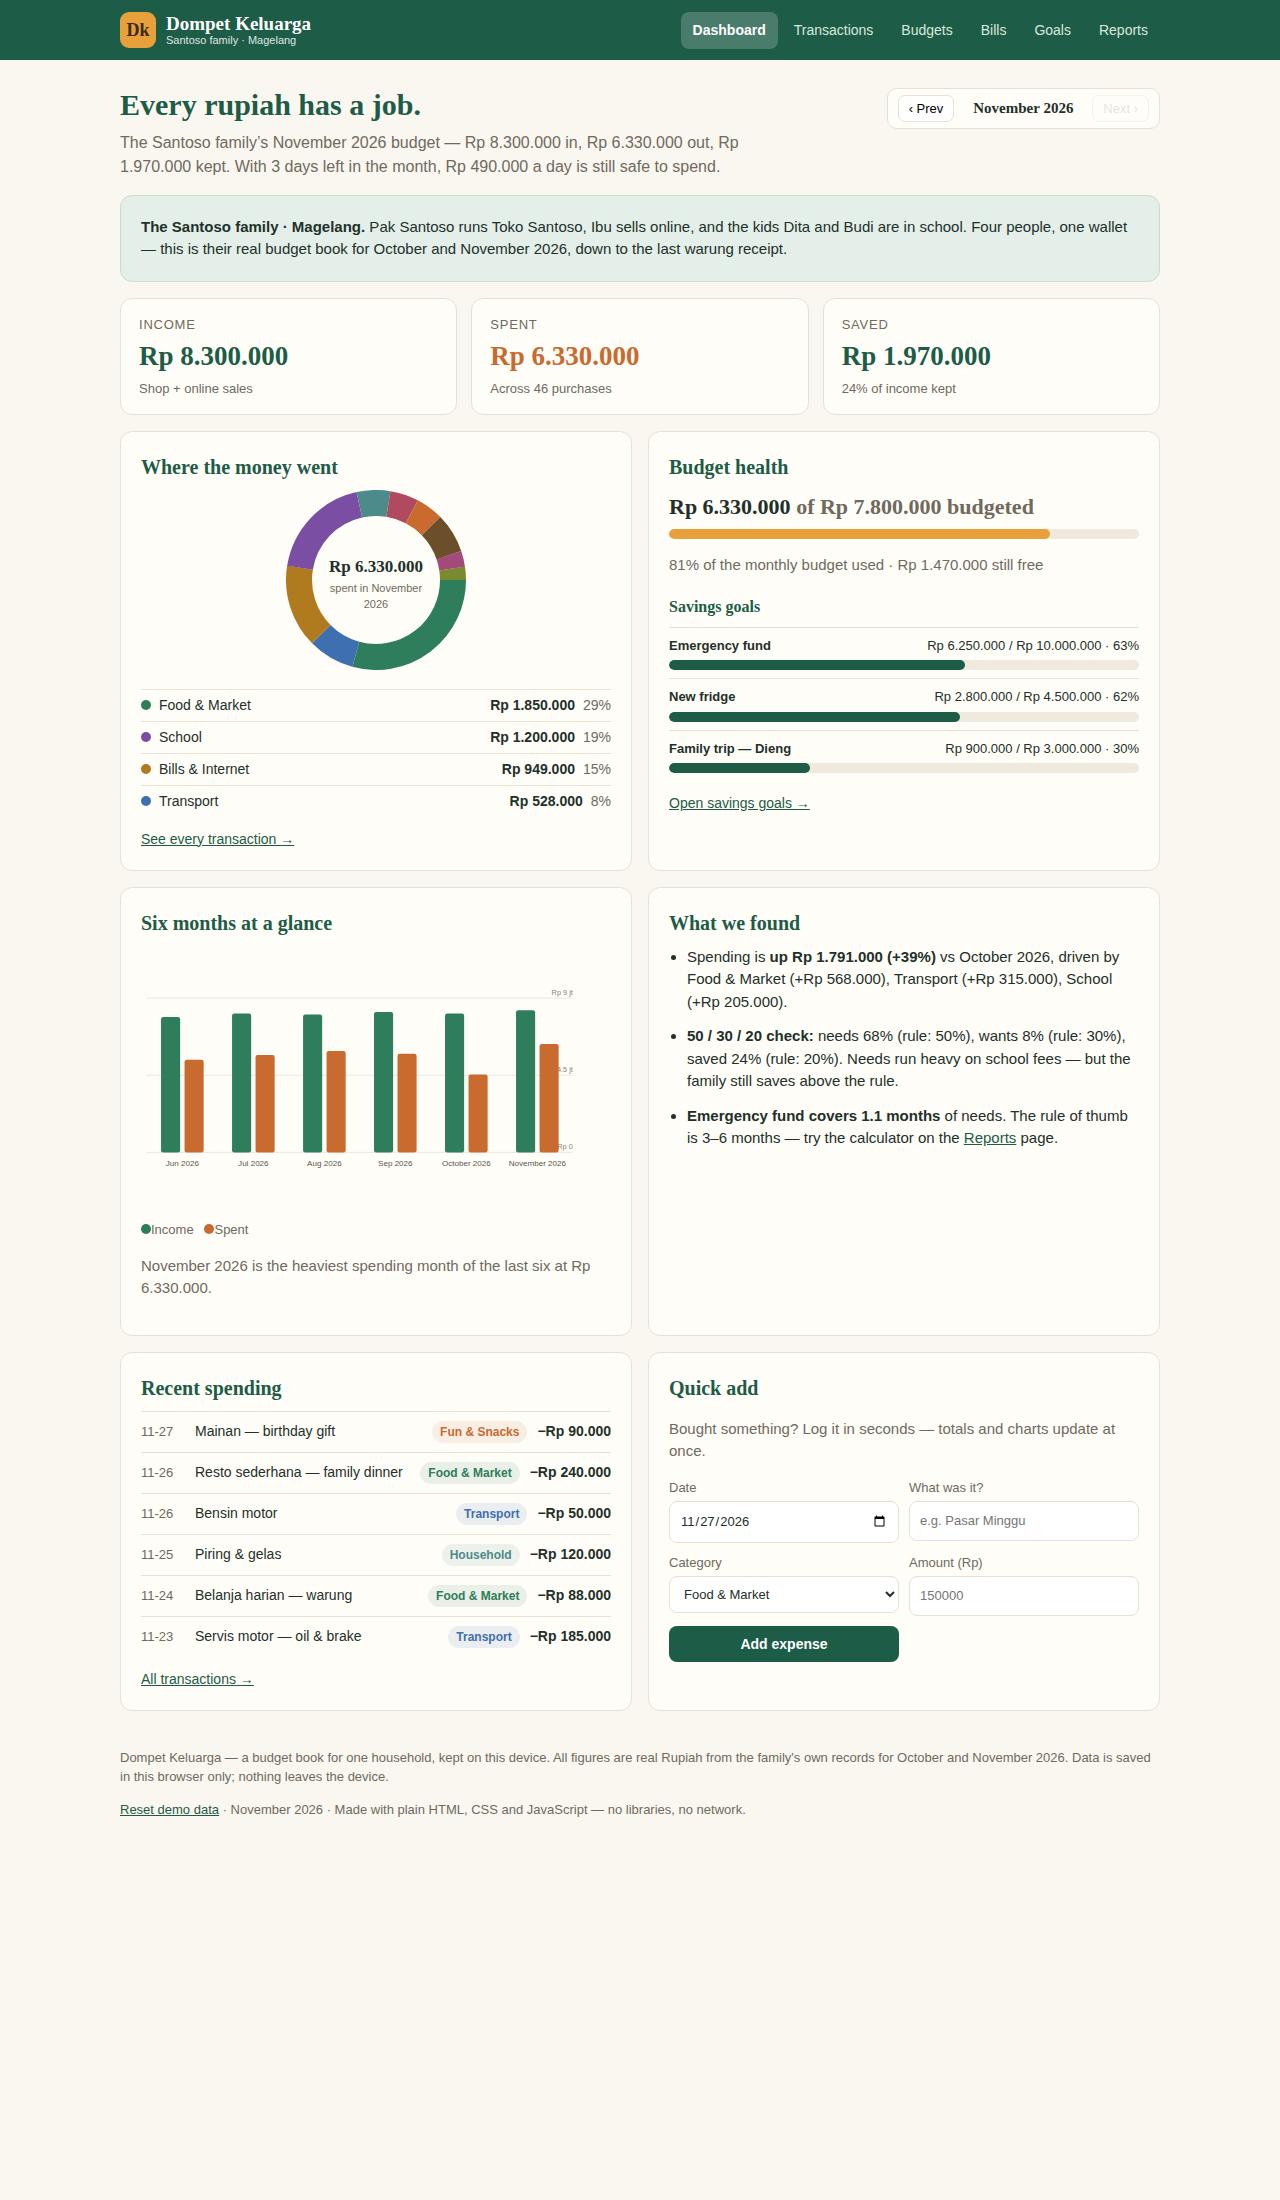 Dk
Dompet Keluarga
Santoso family · Magelang
Dashboard
Transactions
Budgets
Bills
Goals
Reports
Every rupiah has a job.
‹ Prev
November 2026
Next ›
The Santoso family’s November 2026 budget — Rp 8.300.000 in, Rp 6.330.000 out, Rp
1.970.000 kept. With 3 days left in the month, Rp 490.000 a day is still safe to spend.
The Santoso family · Magelang. Pak Santoso runs Toko Santoso, Ibu sells online, and the kids Dita and Budi are in school. Four people, one wallet
— this is their real budget book for October and November 2026, down to the last warung receipt.
INCOME
Rp 8.300.000
Shop + online sales
SPENT
Rp 6.330.000
Across 46 purchases
SAVED
Rp 1.970.000
24% of income kept
Where the money went
Rp 6.330.000
spent in November
2026
Food & Market Rp 1.850.000 29%
School Rp 1.200.000 19%
Bills & Internet Rp 949.000 15%
Transport Rp 528.000 8%
See every transaction →
Budget health
Rp 6.330.000 of Rp 7.800.000 budgeted
81% of the monthly budget used · Rp 1.470.000 still free
Savings goals
Emergency fund Rp 6.250.000 / Rp 10.000.000 · 63%
New fridge Rp 2.800.000 / Rp 4.500.000 · 62%
Family trip — Dieng Rp 900.000 / Rp 3.000.000 · 30%
Open savings goals →
Six months at a glance
Rp 9 jt
.5 jt
Rp 0
Jun 2026
Jul 2026
Aug 2026
Sep 2026
October 2026
November 2026
Income
Spent
November 2026 is the heaviest spending month of the last six at Rp
6.330.000.
What we found
Spending is up Rp 1.791.000 (+39%) vs October 2026, driven by
Food & Market (+Rp 568.000), Transport (+Rp 315.000), School
(+Rp 205.000).
50 / 30 / 20 check: needs 68% (rule: 50%), wants 8% (rule: 30%),
saved 24% (rule: 20%). Needs run heavy on school fees — but the
family still saves above the rule.
Emergency fund covers 1.1 months of needs. The rule of thumb
is 3–6 months — try the calculator on the Reports page.
Recent spending
11-27 Mainan — birthday gift Fun & Snacks −Rp 90.000
11-26 Resto sederhana — family dinner Food & Market −Rp 240.000
11-26 Bensin motor Transport −Rp 50.000
11-25 Piring & gelas Household −Rp 120.000
11-24 Belanja harian — warung Food & Market −Rp 88.000
11-23 Servis motor — oil & brake Transport −Rp 185.000
All transactions →
Quick add
Bought something? Log it in seconds — totals and charts update at
once.
Date
11/27/2026
What was it?
e.g. Pasar Minggu
Category
Food & Market
Amount (Rp)
150000
Add expense
Dompet Keluarga — a budget book for one household, kept on this device. All figures are real Rupiah from the family's own records for October and November 2026. Data is saved
in this browser only; nothing leaves the device.
Reset demo data · November 2026 · Made with plain HTML, CSS and JavaScript — no libraries, no network.